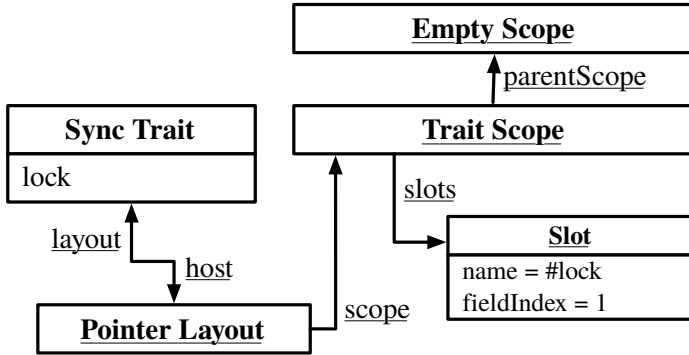 Empty Scope
parentScope
Sync Trait
Trait Scope
lock
slots
layout
host
Slot
name = #lock
fieldIndex = 1
scope
Pointer Layout